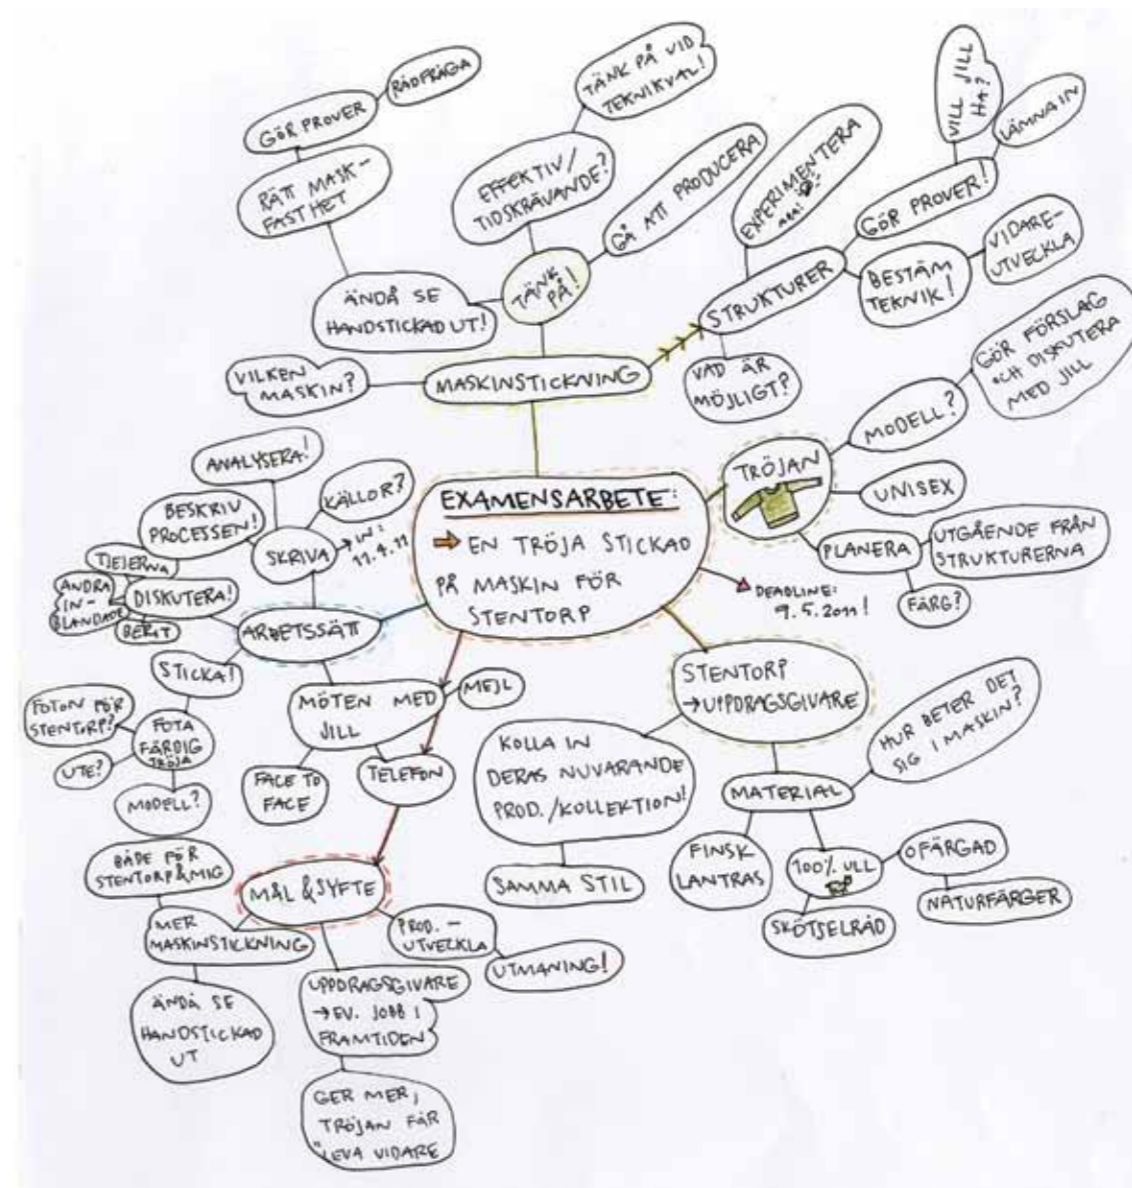 RÅDFRÅGA
GÖR PROVER
RÄTT MASK-
FASTHET
ÄNDÅ SE
HANDSTICKAD UT!
TÄNK PÅ VID
TEKNIKVAL!
EFFEKTIV/
TIDSKRÄVANDE?
GÅ ATT PRODUCERA
TÄNK
PÅ!
VILKEN
MASKIN?
MASKINSTICKNING
EXPERIMENTERA
VILL JILL
HA?
LÄMNA IN
GÖR PROVER!
STRUKTURER
BESTÄM
TEKNIK!
VIDARE-
UTVECKLA
VAD ÄR
MÖJLIGT?
GÖR FÖRSLAG
OCH DISKUTERA
MED JILL
MODELL?
TRÖJAN
UNISEX
PLANERA
UTGÅENDE FRÅN
STRUKTURERNA
FÄRG?
EXAMENSARBETE:
→ EN TRÖJA STICKAD
PÅ MASKIN FÖR
STENTORP
DEADLINE:
9.5.2011!
ANALYSERA!
KÄLLOR?
BESKRIV
PROCESSEN!
SKRIVA
→ IN:
11.4.11
TJEJERNA
ANDRA
IN-
BLANDADE
BERIT
DISKUTERA!
ARBETSSÄTT
STICKA!
FOTON FÖR
STENTORP?
FOTA
FÄRDIG
TRÖJA
UTE?
MODELL?
MÖTEN MED
JILL
MEJL
FACE TO
FACE
TELEFON
STENTORP
→ UPPDRAGSGIVARE
KOLLA IN
DERAS NUVARANDE
PROD./KOLLEKTION!
SAMMA STIL
MATERIAL
HUR BETER DET
SIG I MASKIN?
FINSK
LANTRAS
100% ULL
OFÄRGAD
NATURFÄRGER
SKÖTSELRÅD
MÅL & SYFTE
BÅDE FÖR
STENTORP & MIG
MER
MASKINSTICKNING
ÄNDÅ SE
HANDSTICKAD
UT
PROD.-
UTVECKLA
UTMANING!
UPPDRAGSGIVARE
→ EV. JOBB I
FRAMTIDEN
GER MER,
TRÖJAN FÅR
LEVA VIDARE